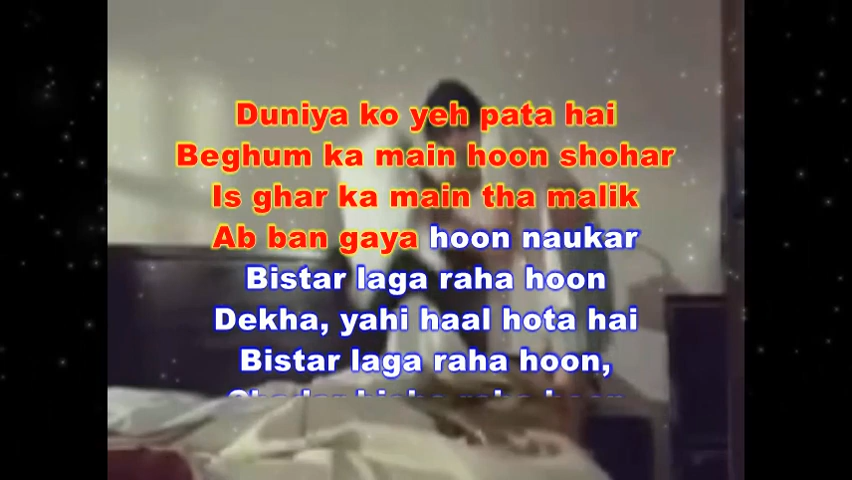 Duniya ko yeh pata hai
Beghum ka main hoon shohar
Is ghar ka main tha malik
Ab ban gaya hoon naukar
Bistar laga raha hoon
Dekha, yahi haal hota hai
Bistar laga raha hoon,